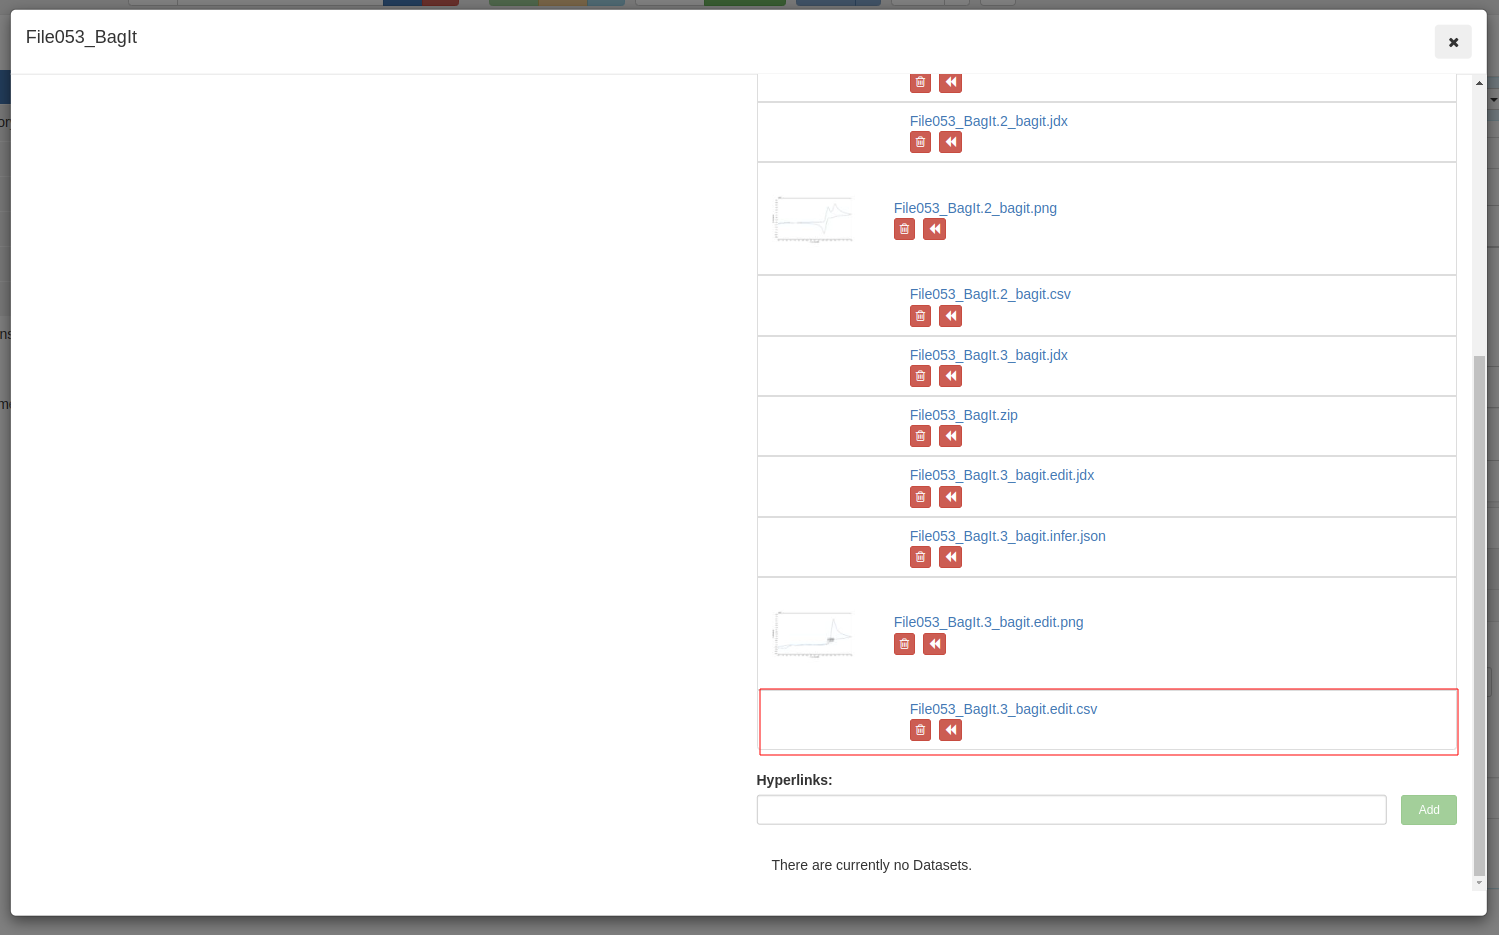 File053_BagIt
File053_BagIt.2_bagit.jdx
File053_BagIt.2_bagit.png
File053_BagIt.2_bagit.csv
File053_BagIt.3_bagit.jdx
File053_BagIt.zip
File053_BagIt.3_bagit.edit.jdx
File053_BagIt.3_bagit.infer.json
File053_BagIt.3_bagit.edit.png
File053_BagIt.3_bagit.edit.csv
Hyperlinks:
Add
There are currently no Datasets.